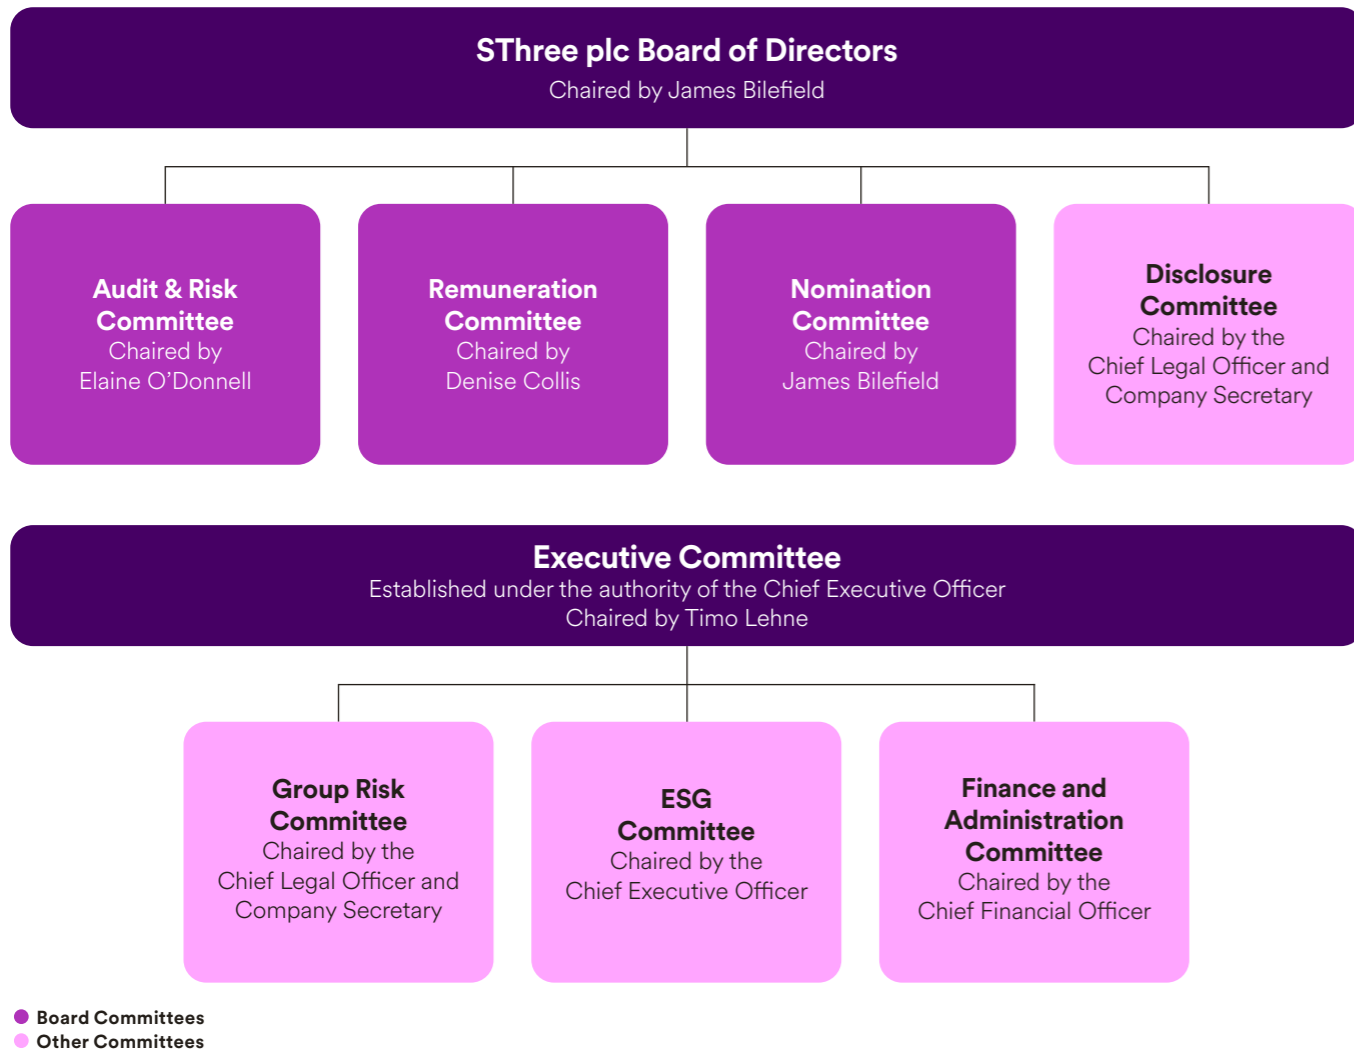 SThree plc Board of Directors
Chaired by James Bilefield
Audit & Risk
Committee
Chaired by
Elaine O’Donnell
Remuneration
Committee
Chaired by
Denise Collis
Nomination
Committee
Chaired by
James Bilefield
Disclosure
Committee
Chaired by the
Chief Legal Officer and
Company Secretary
Executive Committee
Established under the authority of the Chief Executive Officer
Chaired by Timo Lehne
Group Risk
Committee
Chaired by the
Chief Legal Officer and
Company Secretary
ESG
Committee
Chaired by the
Chief Executive Officer
Finance and
Administration
Committee
Chaired by the
Chief Financial Officer
Board Committees
Other Committees